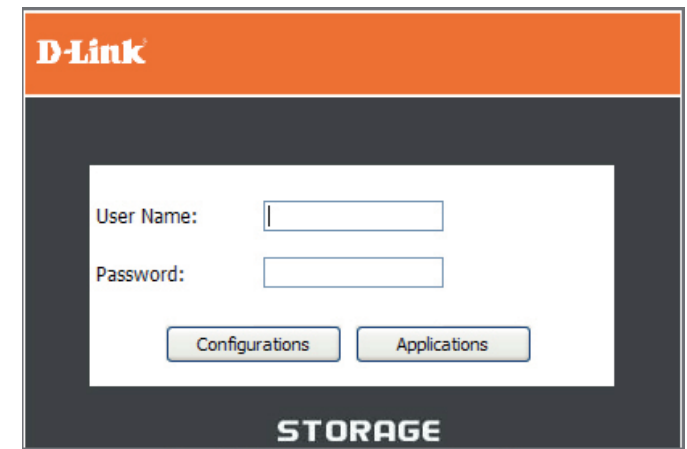 D-Link
User Name:
Password:
Configurations Applications
STORAGE